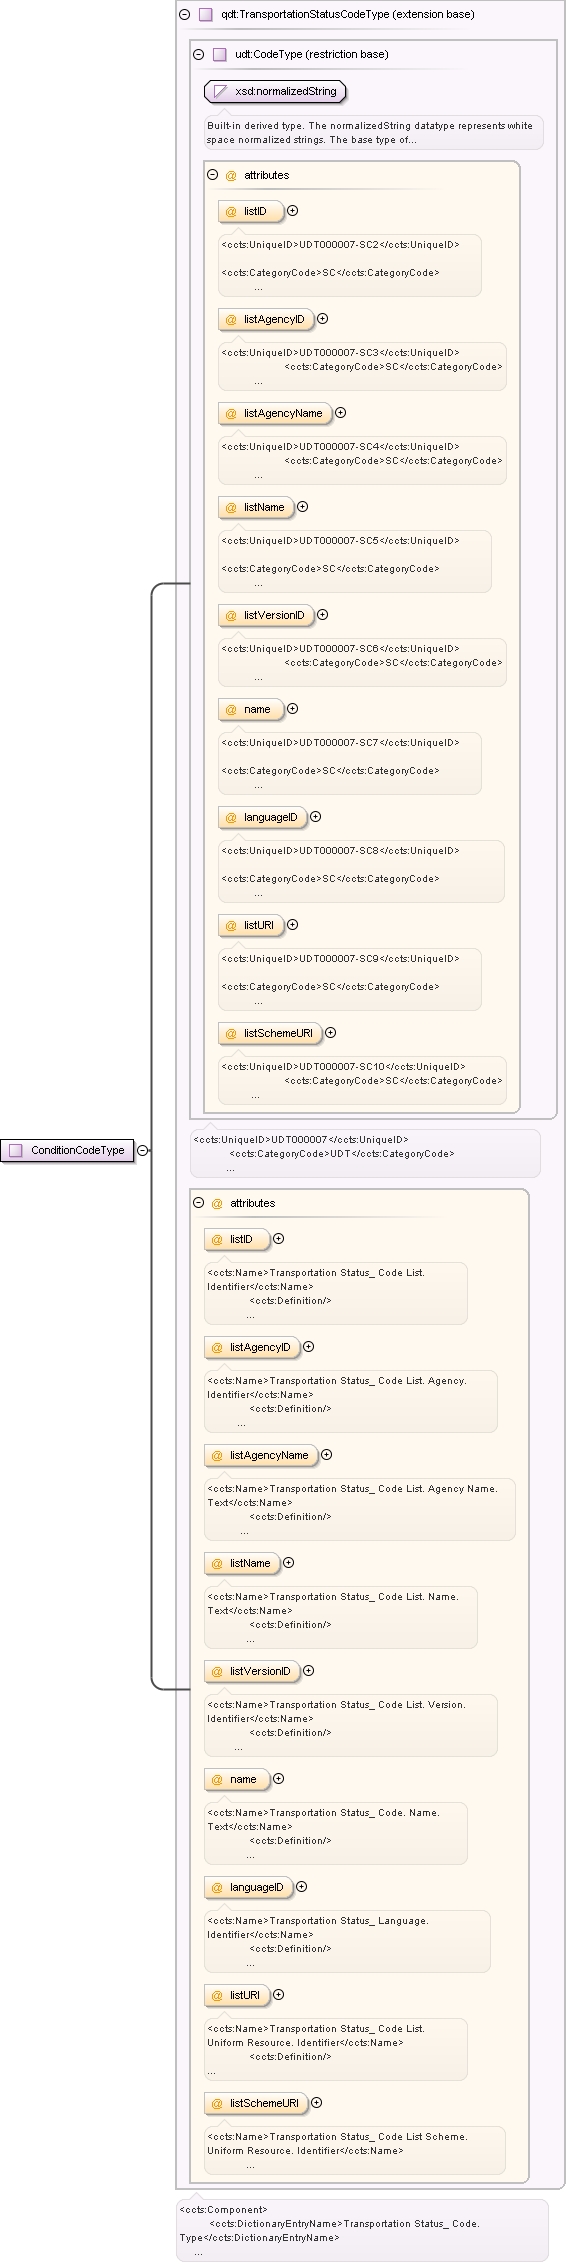 qdt:TransportationStatusCodeType (extension base)
udt:CodeType (restriction base)
xsd:normalizedString
Built-in derived type. The normalizedString datatype represents white
space normalized strings. The base type of...
@ attributes
@ listID
<ccts:UniqueID>UDT000007-SC2</ccts:UniqueID>
<ccts:CategoryCode>SC</ccts:CategoryCode>
...
@ listAgencyID
<ccts:UniqueID>UDT000007-SC3</ccts:UniqueID>
<ccts:CategoryCode>SC</ccts:CategoryCode>
...
@ listAgencyName
<ccts:UniqueID>UDT000007-SC4</ccts:UniqueID>
<ccts:CategoryCode>SC</ccts:CategoryCode>
...
@ listName
<ccts:UniqueID>UDT000007-SC5</ccts:UniqueID>
<ccts:CategoryCode>SC</ccts:CategoryCode>
...
@ listVersionID
<ccts:UniqueID>UDT000007-SC6</ccts:UniqueID>
<ccts:CategoryCode>SC</ccts:CategoryCode>
...
@ name
<ccts:UniqueID>UDT000007-SC7</ccts:UniqueID>
<ccts:CategoryCode>SC</ccts:CategoryCode>
...
@ languageID
<ccts:UniqueID>UDT000007-SC8</ccts:UniqueID>
<ccts:CategoryCode>SC</ccts:CategoryCode>
...
@ listURI
<ccts:UniqueID>UDT000007-SC9</ccts:UniqueID>
<ccts:CategoryCode>SC</ccts:CategoryCode>
...
@ listSchemeURI
<ccts:UniqueID>UDT000007-SC10</ccts:UniqueID>
<ccts:CategoryCode>SC</ccts:CategoryCode>
...
ConditionCodeType
<ccts:UniqueID>UDT000007</ccts:UniqueID>
<ccts:CategoryCode>UDT</ccts:CategoryCode>
...
@ attributes
@ listID
<ccts:Name>Transportation Status_ Code List.
Identifier</ccts:Name>
<ccts:Definition/>
...
@ listAgencyID
<ccts:Name>Transportation Status_ Code List. Agency.
Identifier</ccts:Name>
<ccts:Definition/>
...
@ listAgencyName
<ccts:Name>Transportation Status_ Code List. Agency Name.
Text</ccts:Name>
<ccts:Definition/>
...
@ listName
<ccts:Name>Transportation Status_ Code List. Name.
Text</ccts:Name>
<ccts:Definition/>
...
@ listVersionID
<ccts:Name>Transportation Status_ Code List. Version.
Identifier</ccts:Name>
<ccts:Definition/>
...
@ name
<ccts:Name>Transportation Status_ Code. Name.
Text</ccts:Name>
<ccts:Definition/>
...
@ languageID
<ccts:Name>Transportation Status_ Language.
Identifier</ccts:Name>
<ccts:Definition/>
...
@ listURI
<ccts:Name>Transportation Status_ Code List.
Uniform Resource. Identifier</ccts:Name>
<ccts:Definition/>
...
@ listSchemeURI
<ccts:Name>Transportation Status_ Code List Scheme.
Uniform Resource. Identifier</ccts:Name>
...
<ccts:Component>
<ccts:DictionaryEntryName>Transportation Status_ Code.
Type</ccts:DictionaryEntryName>
...